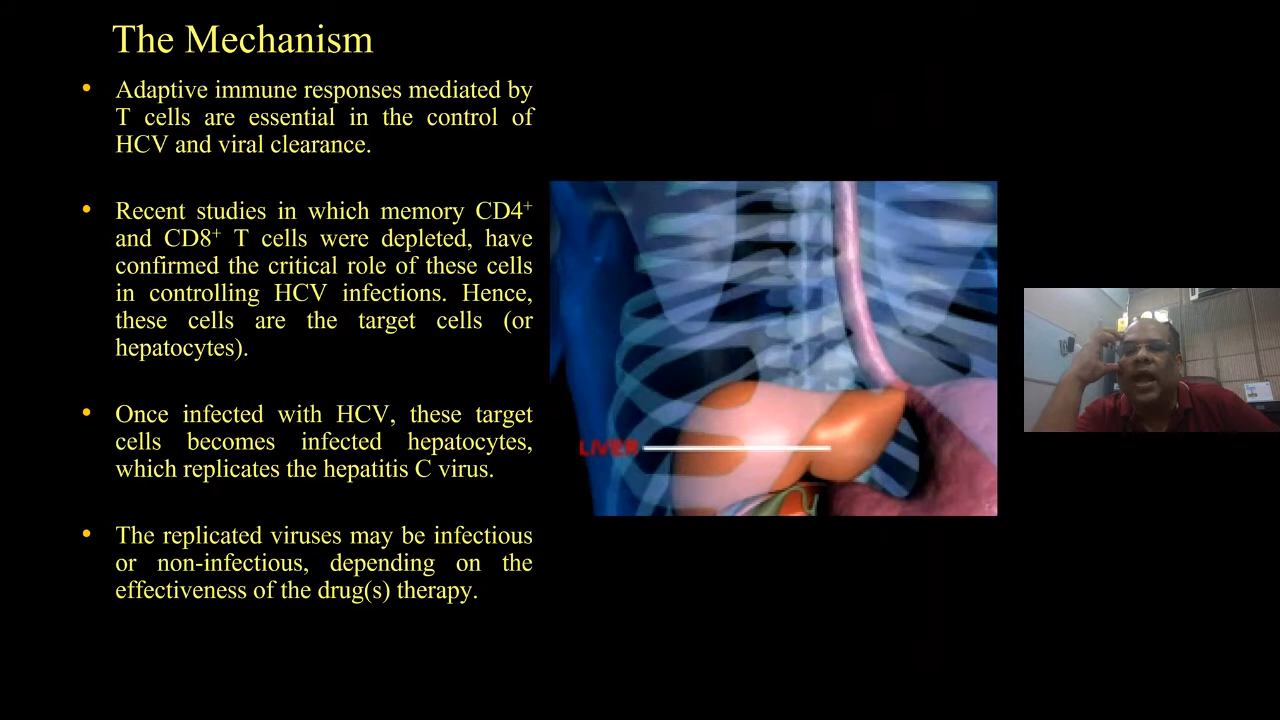 The Mechanism
• Adaptive immune responses mediated by
T cells are essential in the control of
HCV and viral clearance.
• Recent studies in which memory CD4⁺
and CD8⁺ T cells were depleted, have
confirmed the critical role of these cells
in controlling HCV infections. Hence,
these cells are the target cells (or
hepatocytes).
• Once infected with HCV, these target
cells becomes infected hepatocytes,
which replicates the hepatitis C virus.
• The replicated viruses may be infectious
or non-infectious, depending on the
effectiveness of the drug(s) therapy.
LIVER